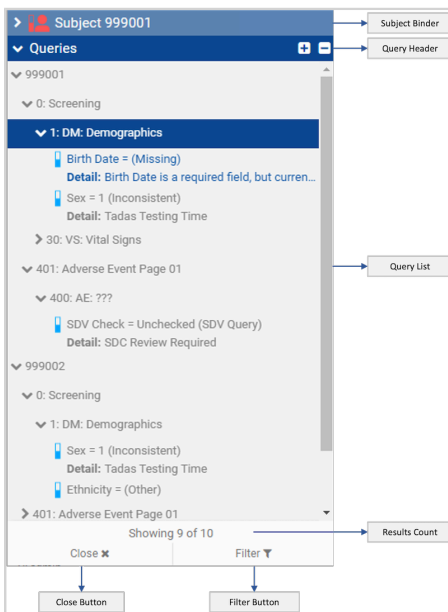 Subject 999001
Subject Binder
Queries
Query Header
999001
0: Screening
1: DM: Demographics
Birth Date = (Missing)
Detail: Birth Date is a required field, but curren...
Sex = 1 (Inconsistent)
Detail: Tadas Testing Time
30: VS: Vital Signs
401: Adverse Event Page 01
Query List
400: AE: ???
SDV Check = Unchecked (SDV Query)
Detail: SDC Review Required
999002
0: Screening
1: DM: Demographics
Sex = 1 (Inconsistent)
Detail: Tadas Testing Time
Ethnicity = (Other)
401: Adverse Event Page 01
Showing 9 of 10
Results Count
Close ✖ Filter
Close Button
Filter Button